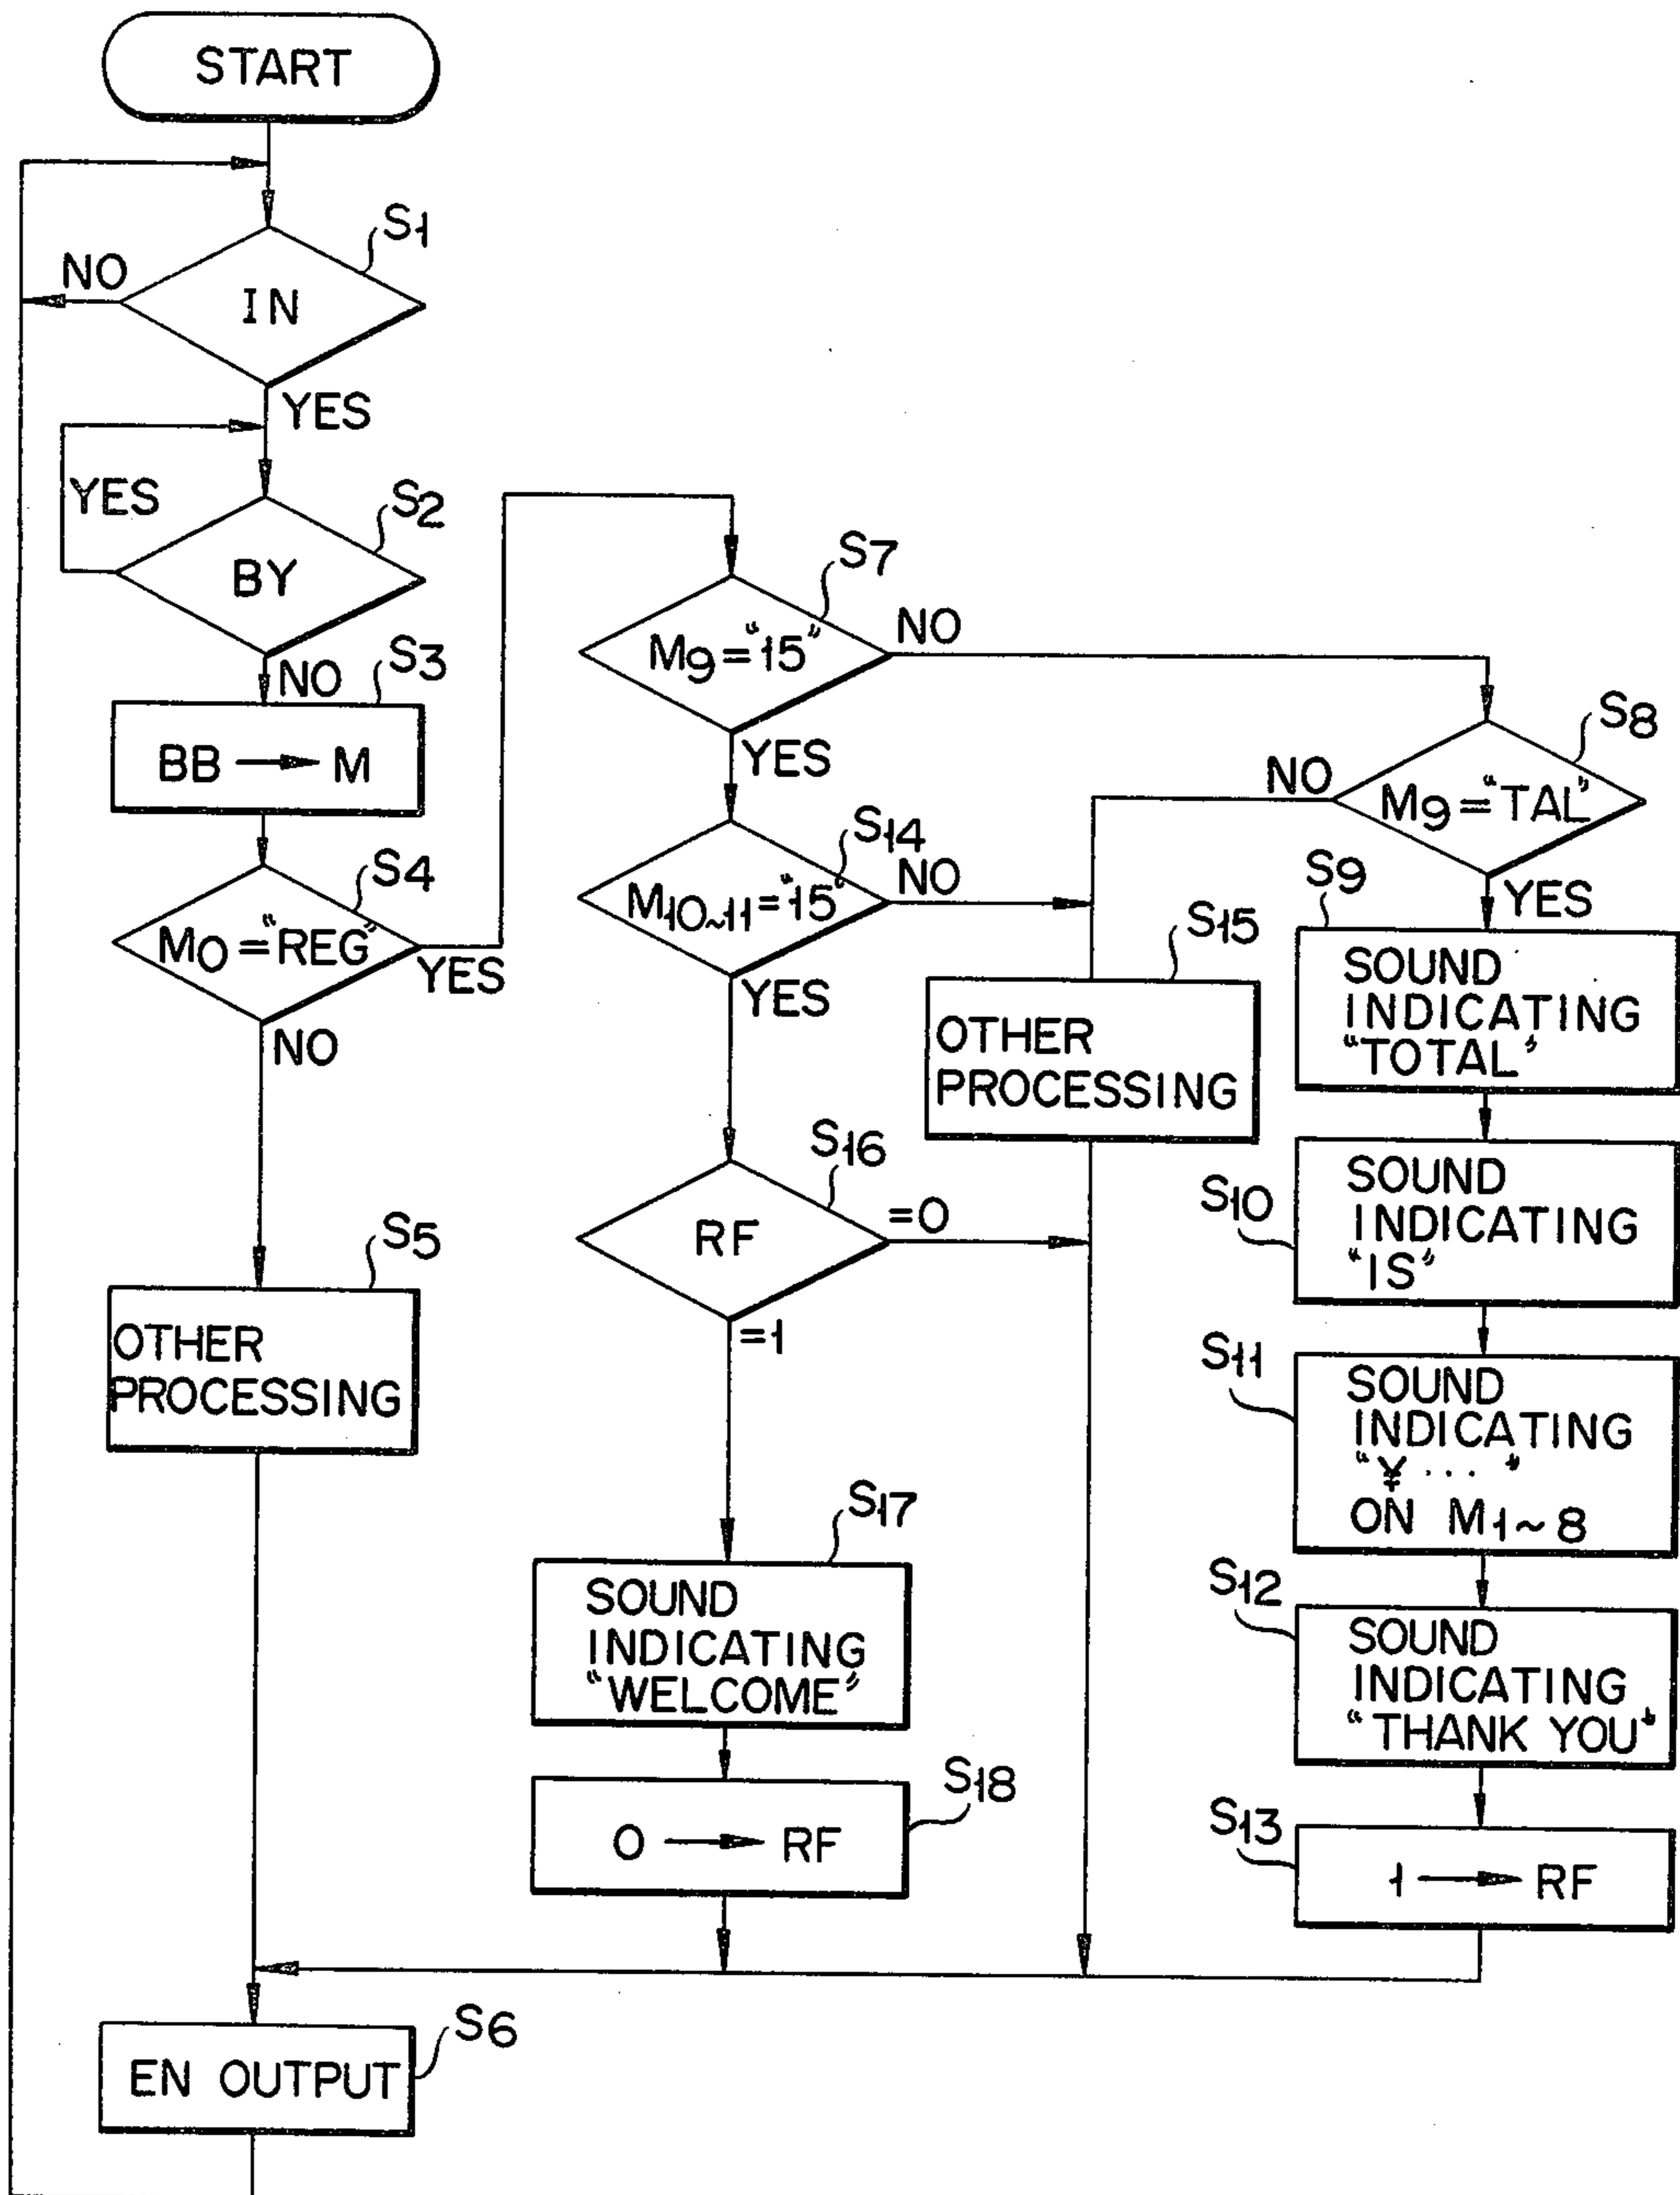 START
S1
NO
IN
YES
YES
S2
BY
NO
S3
BB → M
S4
M0="REG"
YES
NO
S5
OTHER
PROCESSING
S6
EN OUTPUT
S7
M9="15"
NO
YES
S14
M10~11="15"
NO
YES
S16
RF
=0
=1
S17
SOUND
INDICATING
"WELCOME"
S18
0 → RF
S15
OTHER
PROCESSING
S8
NO
M9="TAL"
YES
S9
SOUND
INDICATING
"TOTAL"
S10
SOUND
INDICATING
"IS"
S11
SOUND
INDICATING
"¥ ... "
ON M1~8
S12
SOUND
INDICATING
"THANK YOU"
S13
1 → RF